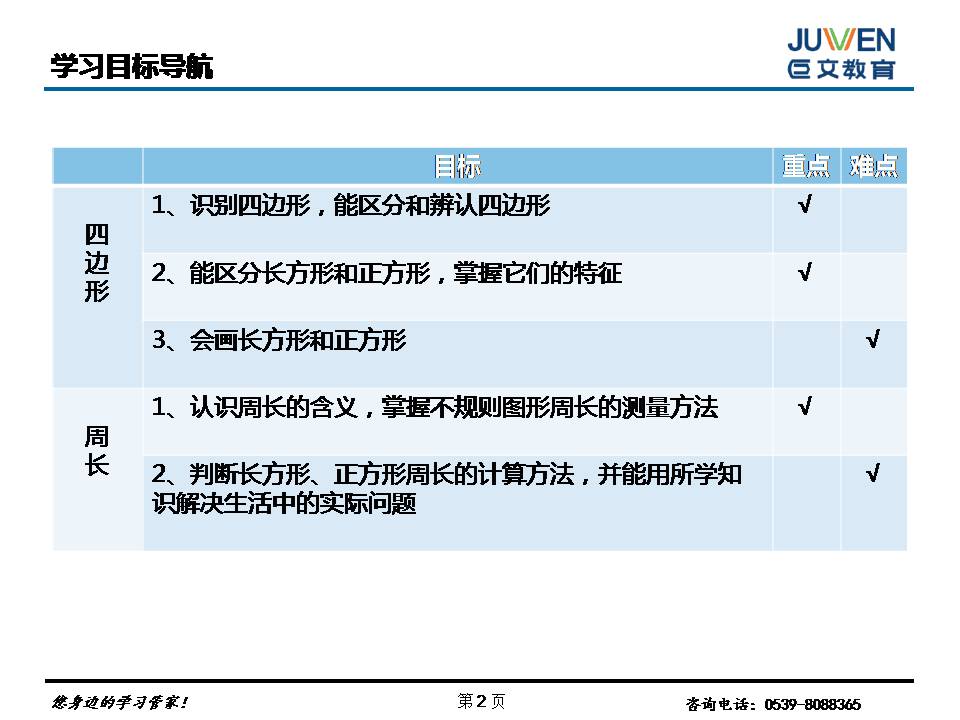 学习目标导航
JUWEN
巨文教育
目标 重点 难点
四边形
1、识别四边形，能区分和辨认四边形 √
2、能区分长方形和正方形，掌握它们的特征 √
3、会画长方形和正方形 √
周长
1、认识周长的含义，掌握不规则图形周长的测量方法 √
2、判断长方形、正方形周长的计算方法，并能用所学知 √
识解决生活中的实际问题
您身边的学习管家！ 第 2 页 咨询电话：0539-8088365